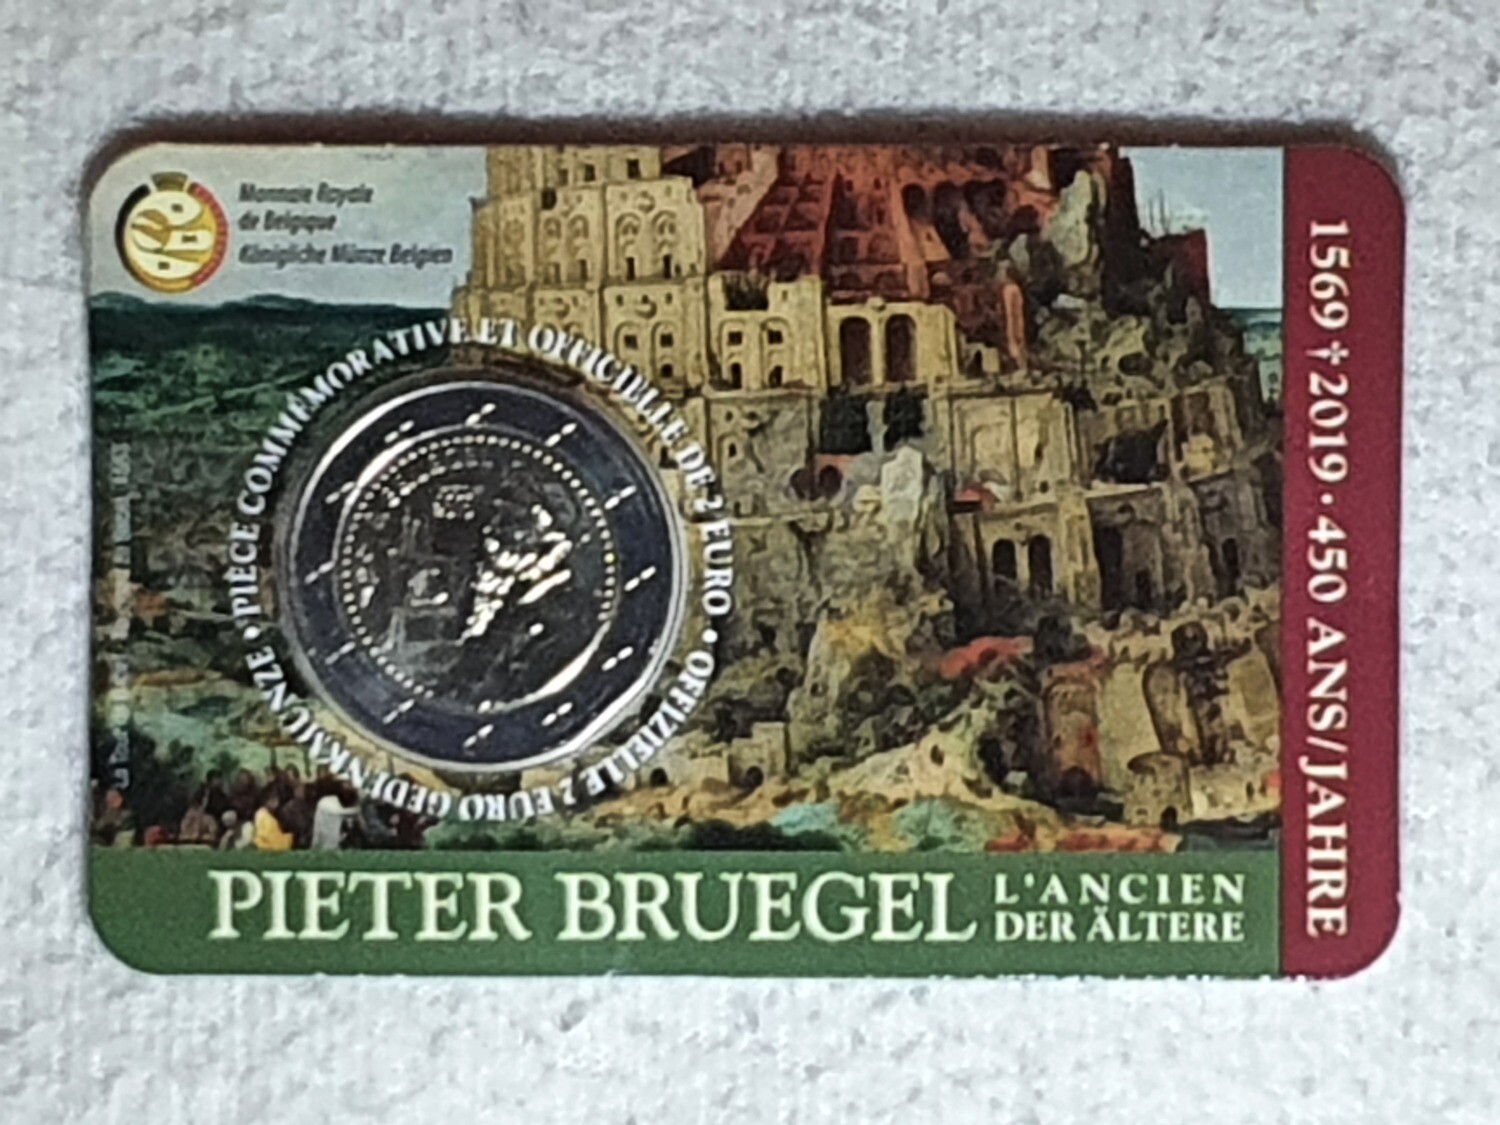 Monnaie Royale
de Belgique
Königliche Münze Belgien
• PIÈCE COMMÉMORATIVE ET OFFICIELLE DE 2 EURO • OFFIZIELLE 2 EURO GEDENKMÜNZE
1569 † 2019 • 450 ANS/JAHRE
PIETER BRUEGEL
L'ANCIEN
DER ÄLTERE